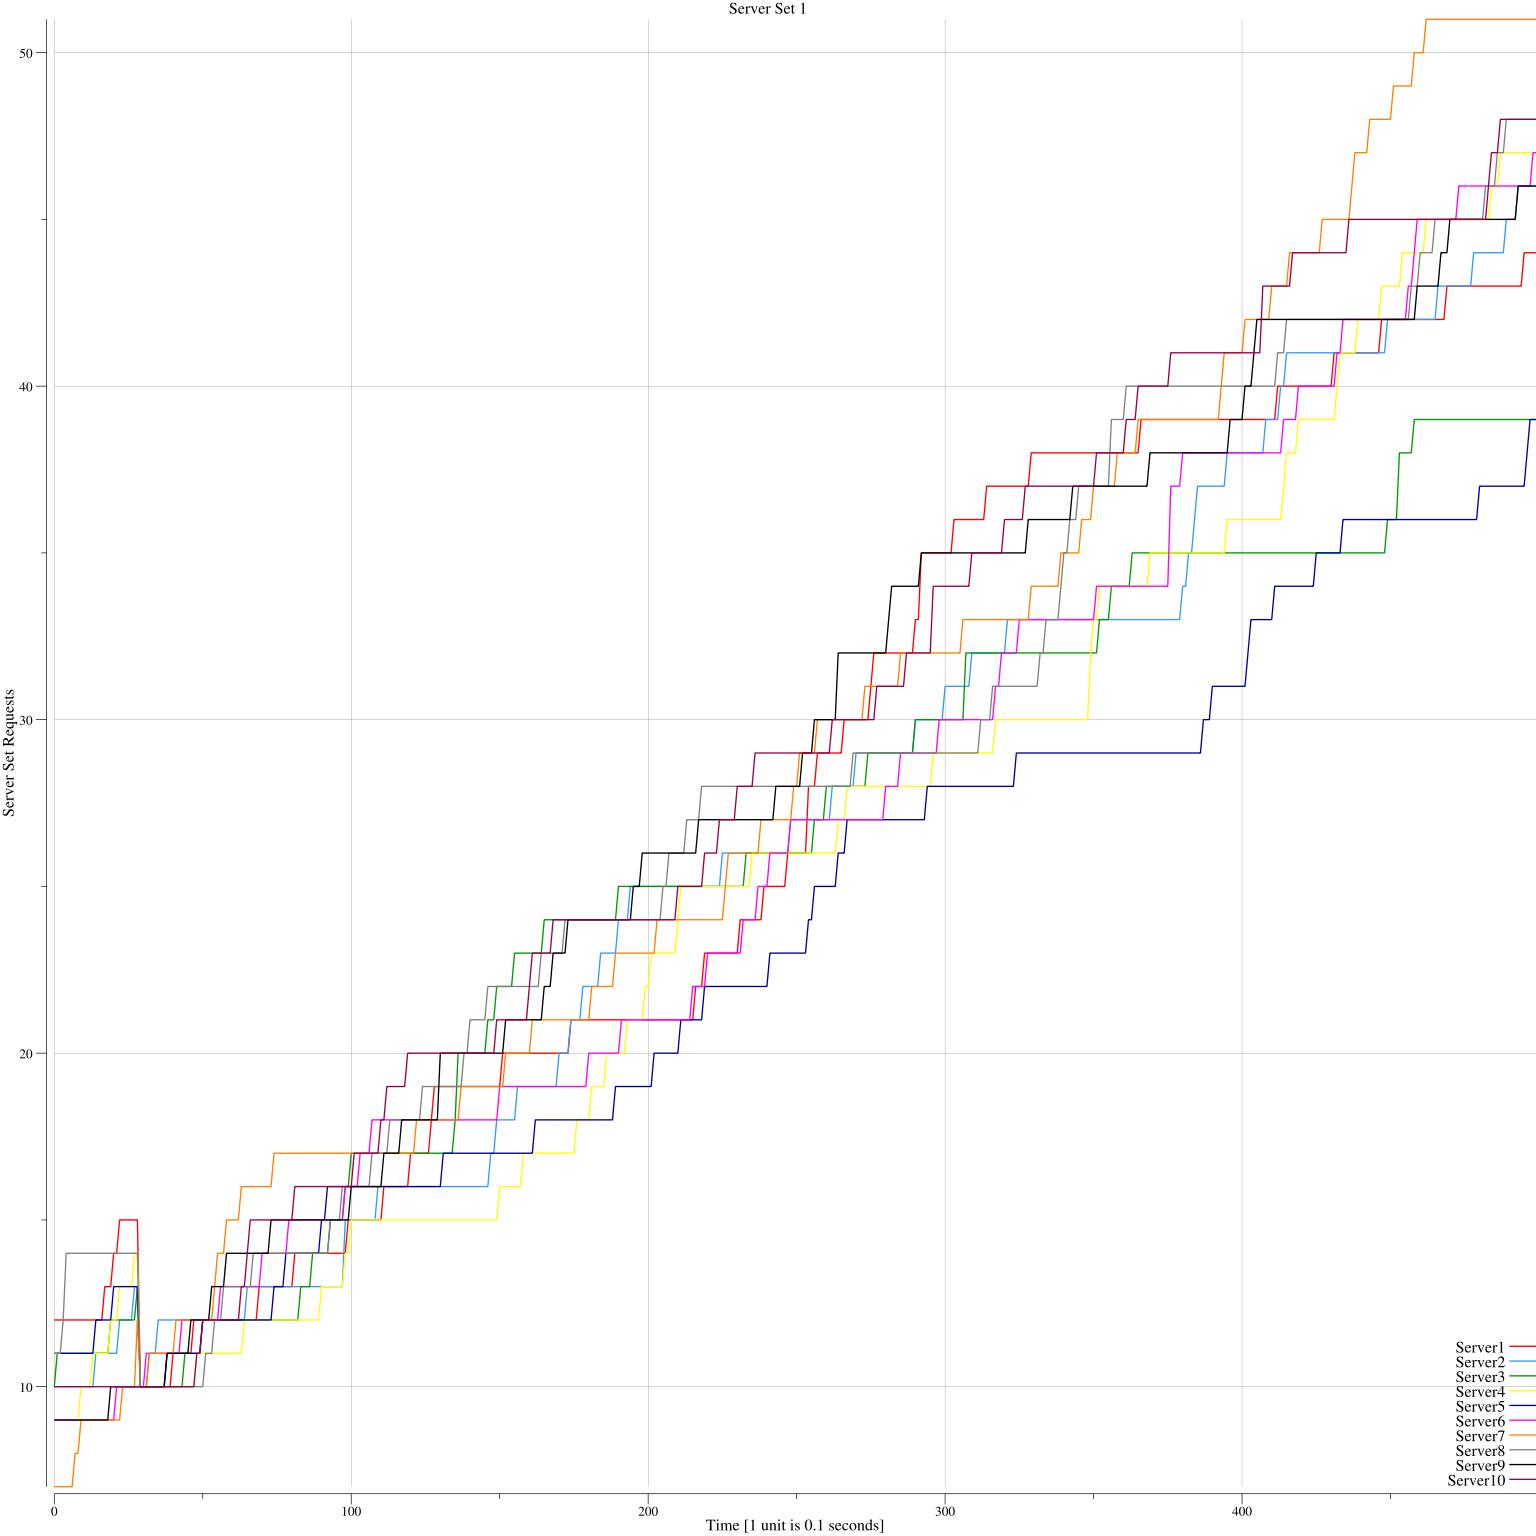 Server Set 1
50
40
30
20
10
Server Set Requests
0 100 200 300 400
Time [1 unit is 0.1 seconds]
Server1
Server2
Server3
Server4
Server5
Server6
Server7
Server8
Server9
Server10